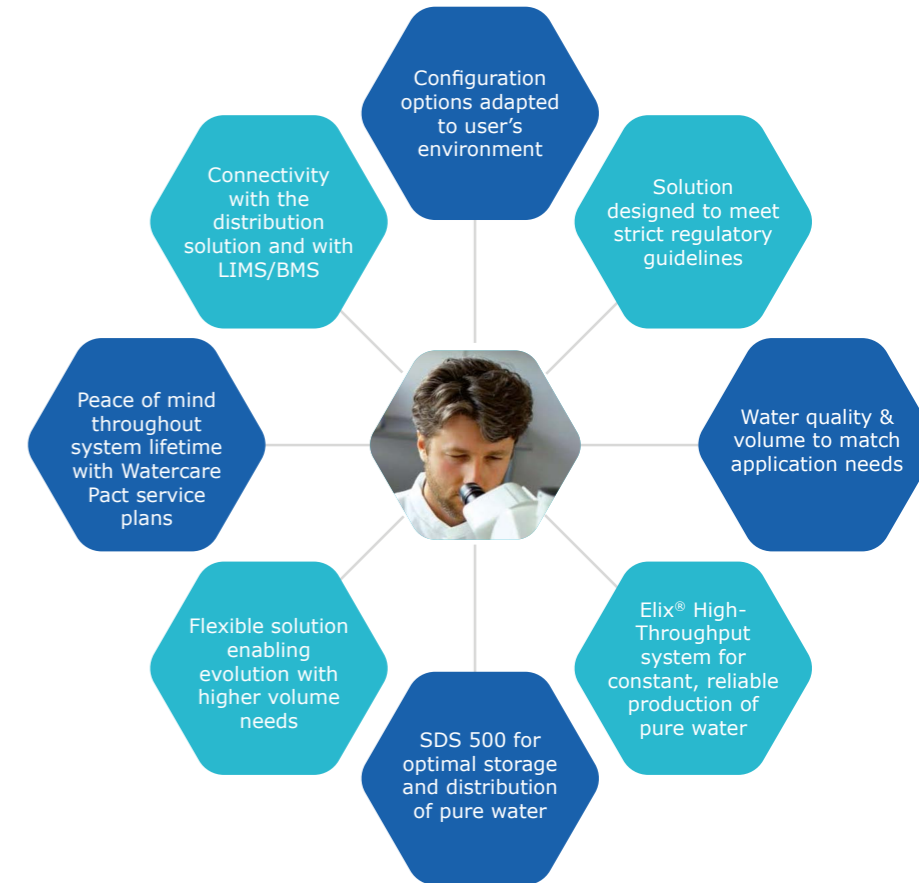 Configuration
options adapted
to user's
environment
Solution
designed to meet
strict regulatory
guidelines
Water quality &
volume to match
application needs
Elix® High-
Throughput
system for
constant, reliable
production of
pure water
SDS 500 for
optimal storage
and distribution
of pure water
Flexible solution
enabling
evolution with
higher volume
needs
Peace of mind
throughout
system lifetime
with Watercare
Pact service
plans
Connectivity
with the
distribution
solution and with
LIMS/BMS